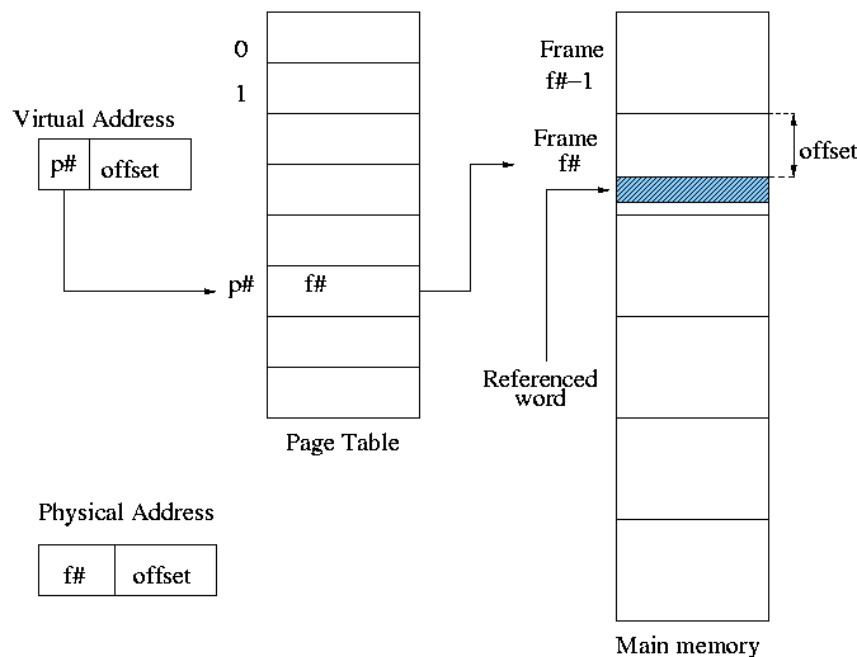 0
1
Virtual Address
p#
offset
p#
f#
Page Table
Frame
f#−1
Frame
f#
offset
Referenced
word
Physical Address
f#
offset
Main memory